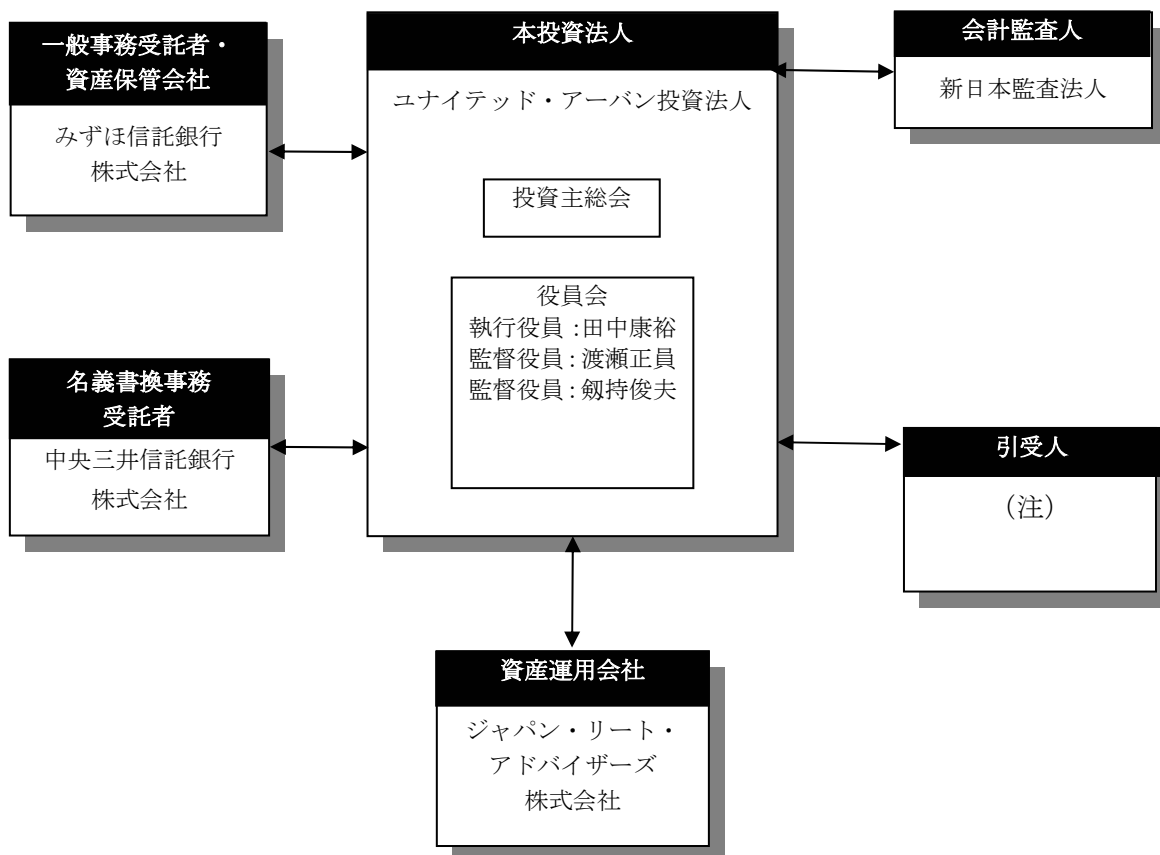 一般事務受託者・
資産保管会社
みずほ信託銀行
株式会社
本投資法人
ユナイテッド・アーバン投資法人
投資主総会
役員会
執行役員：田中康裕
監督役員：渡瀬正員
監督役員：剱持俊夫
会計監査人
新日本監査法人
名義書換事務
受託者
中央三井信託銀行
株式会社
引受人
（注）
資産運用会社
ジャパン・リート・
アドバイザーズ
株式会社